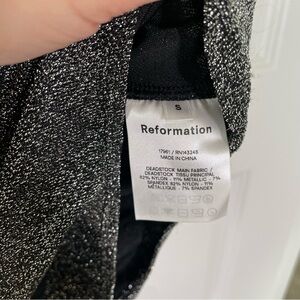 S
Reformation
17961 / RN143245
MADE IN CHINA
DEADSTOCK MAIN FABRIC /
DEADSTOCK TISSU PRINCIPAL
82% NYLON - 11% METALLIC - 7%
SPANDEX 82% NYLON - 11%
METALLIQUE - 7% SPANDEX